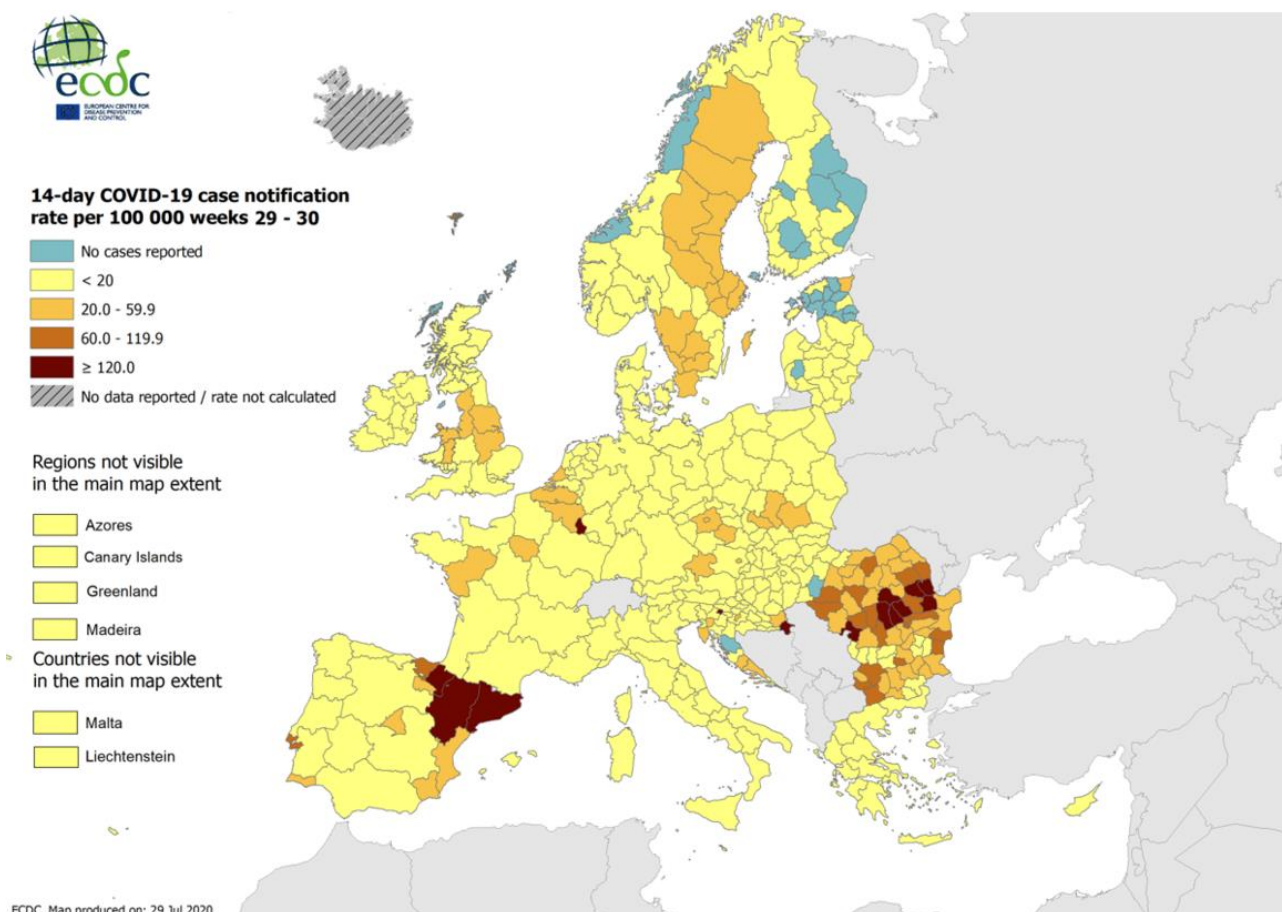 ecdc
EUROPEAN CENTRE FOR
DISEASE PREVENTION
AND CONTROL
14-day COVID-19 case notification
rate per 100 000 weeks 29 - 30
No cases reported
< 20
20.0 - 59.9
60.0 - 119.9
≥ 120.0
No data reported / rate not calculated
Regions not visible
in the main map extent
Azores
Canary Islands
Greenland
Madeira
Countries not visible
in the main map extent
Malta
Liechtenstein
ECDC. Map produced on: 29 Jul 2020